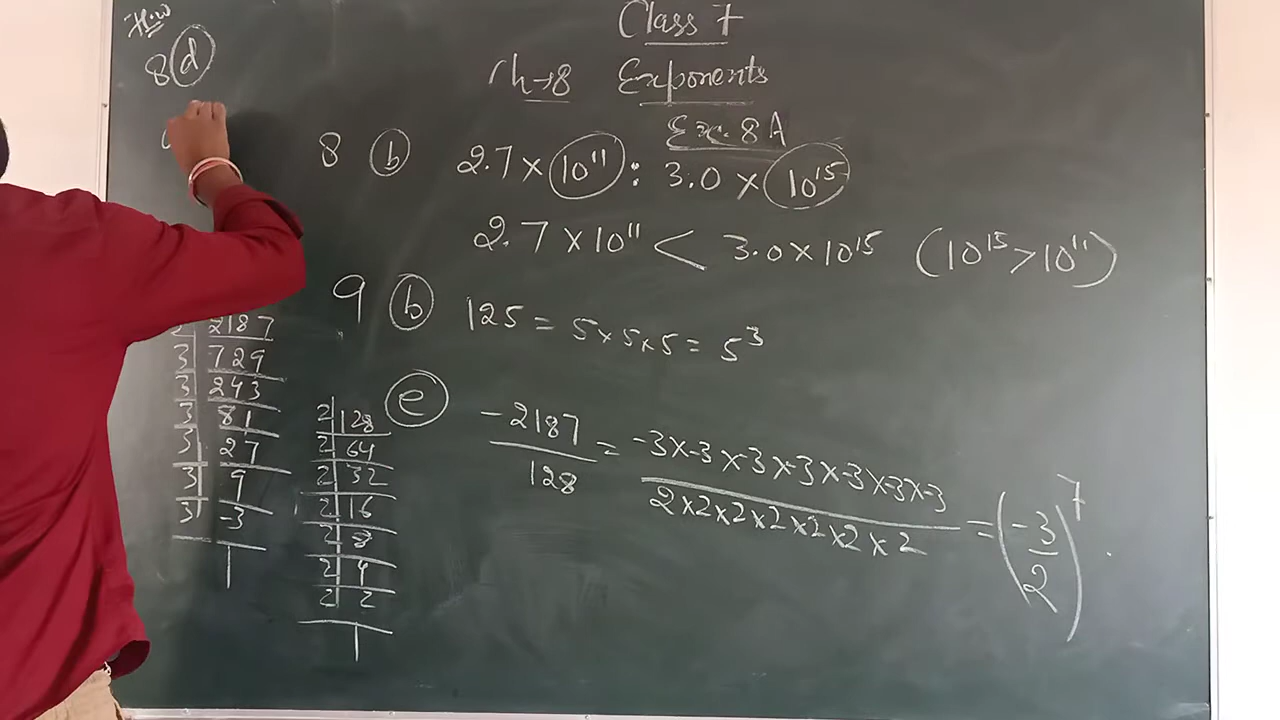 H.W
8 (d)
Class 7
Ch→8 Exponents
Ex. 8A
8 (b) 2.7 × 10¹¹ : 3.0 × 10¹⁵
2.7 × 10¹¹ < 3.0 × 10¹⁵ (10¹⁵ > 10¹¹)
9 (b) 125 = 5×5×5 = 5³
(e) -2187/128 = -3×-3×-3×-3×-3×-3×-3/2×2×2×2×2×2×2 = (-3/2)⁷
2187
3 | 729
3 | 243
3 | 81
3 | 27
3 | 9
3 | -3
1
2 | 128
2 | 64
2 | 32
2 | 16
2 | 8
2 | 4
2 | 2
1